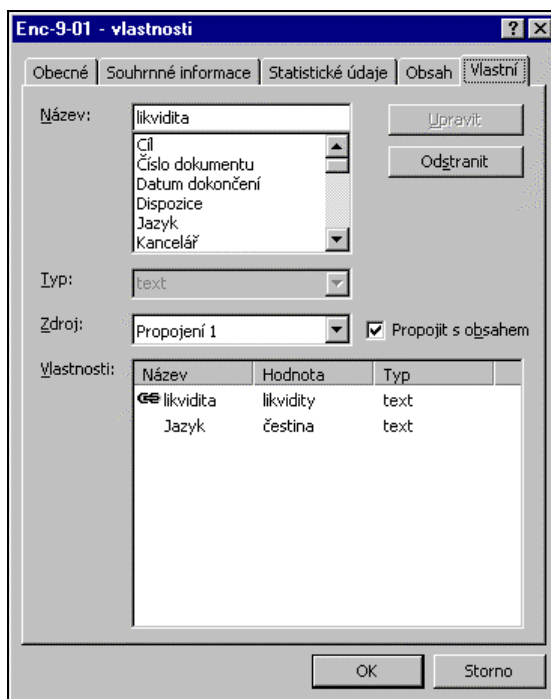 Enc-9-01 - vlastnosti
Obecné Souhrnné informace Statistické údaje Obsah Vlastní
Název: likvidita Upravit
Cíl
Číslo dokumentu Odstranit
Datum dokončení
Dispozice
Jazyk
Kancelář
Typ: text
Zdroj: Propojení 1 Propojit s obsahem
Vlastnosti: Název Hodnota Typ
likvidita likvidity text
Jazyk čestina text
OK Storno